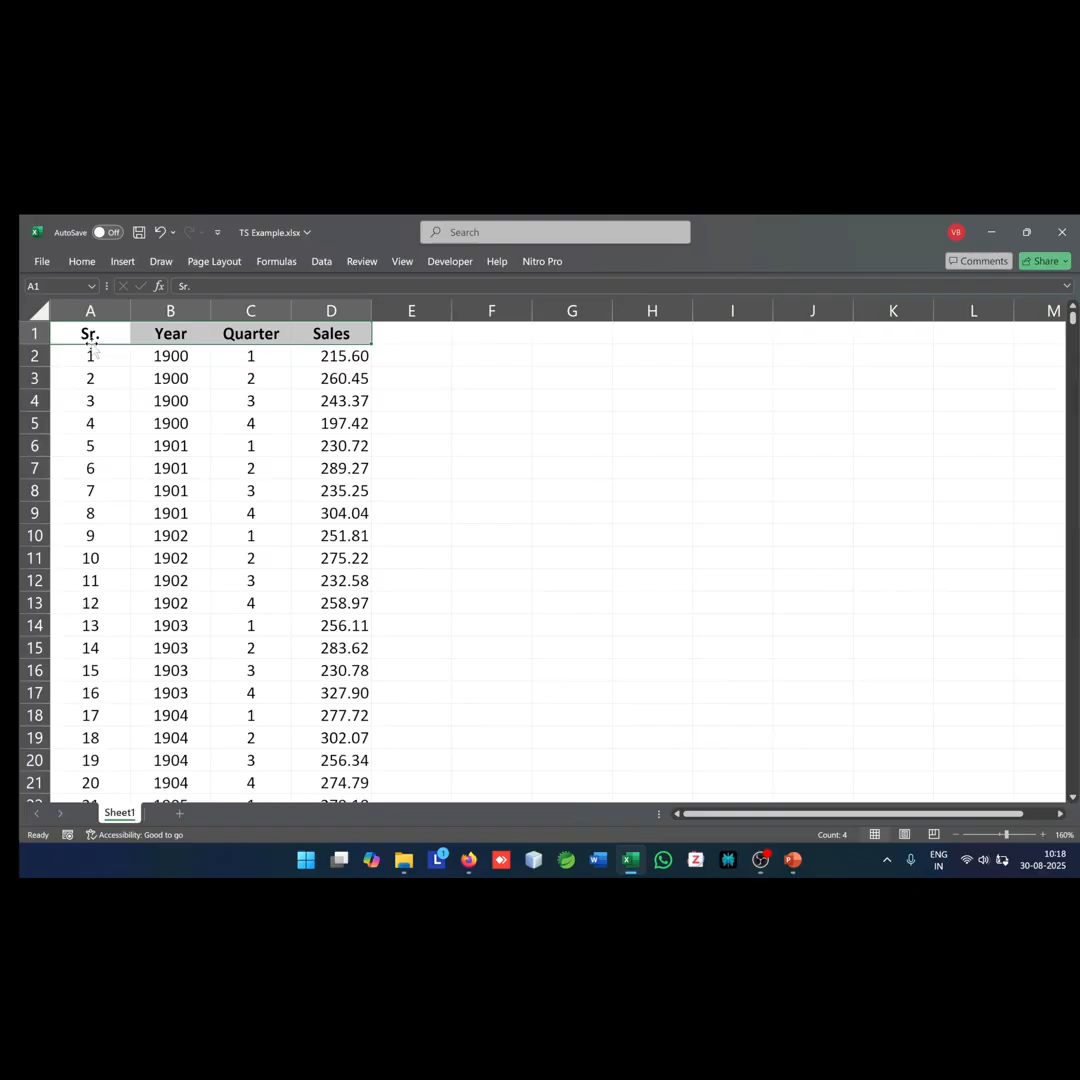 AutoSave Off TS Example.xlsx Search VB
File Home Insert Draw Page Layout Formulas Data Review View Developer Help Nitro Pro Comments Share
A1 fx Sr.
A B C D E F G H I J K L M
1 Sr. Year Quarter Sales
2 1 1900 1 215.60
3 2 1900 2 260.45
4 3 1900 3 243.37
5 4 1900 4 197.42
6 5 1901 1 230.72
7 6 1901 2 289.27
8 7 1901 3 235.25
9 8 1901 4 304.04
10 9 1902 1 251.81
11 10 1902 2 275.22
12 11 1902 3 232.58
13 12 1902 4 258.97
14 13 1903 1 256.11
15 14 1903 2 283.62
16 15 1903 3 230.78
17 16 1903 4 327.90
18 17 1904 1 277.72
19 18 1904 2 302.07
20 19 1904 3 256.34
21 20 1904 4 274.79
Sheet1
Ready Accessibility: Good to go Count: 4 160%
ENG 10:18
IN 30-08-2025